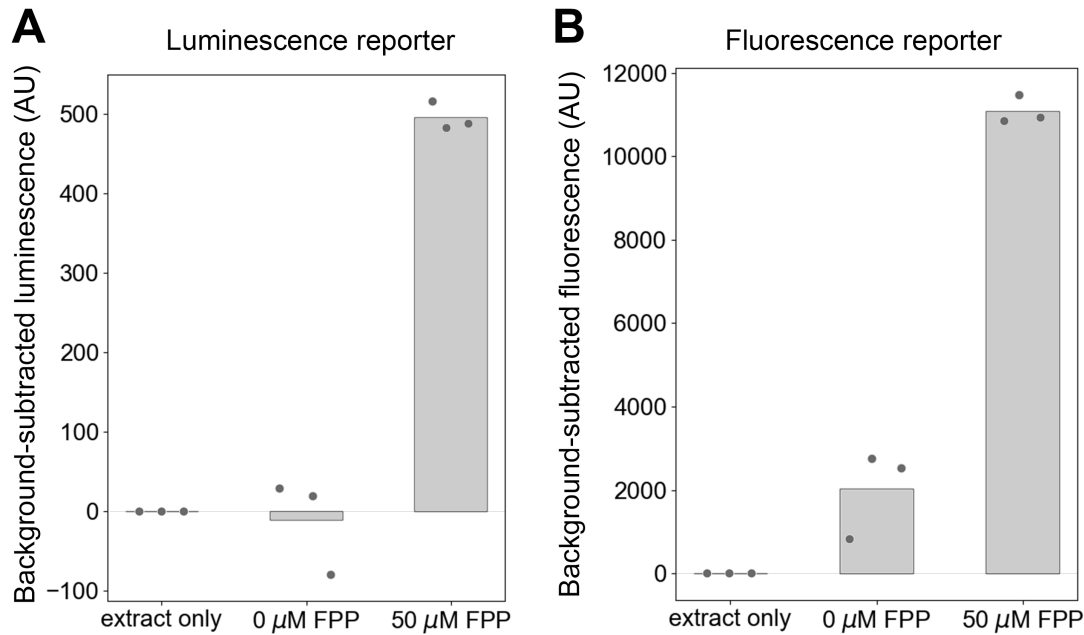 A
Luminescence reporter
Background-subtracted luminescence (AU)
500
400
300
200
100
0
−100
extract only
0 μM FPP
50 μM FPP
B
Fluorescence reporter
Background-subtracted fluorescence (AU)
12000
10000
8000
6000
4000
2000
0
extract only
0 μM FPP
50 μM FPP